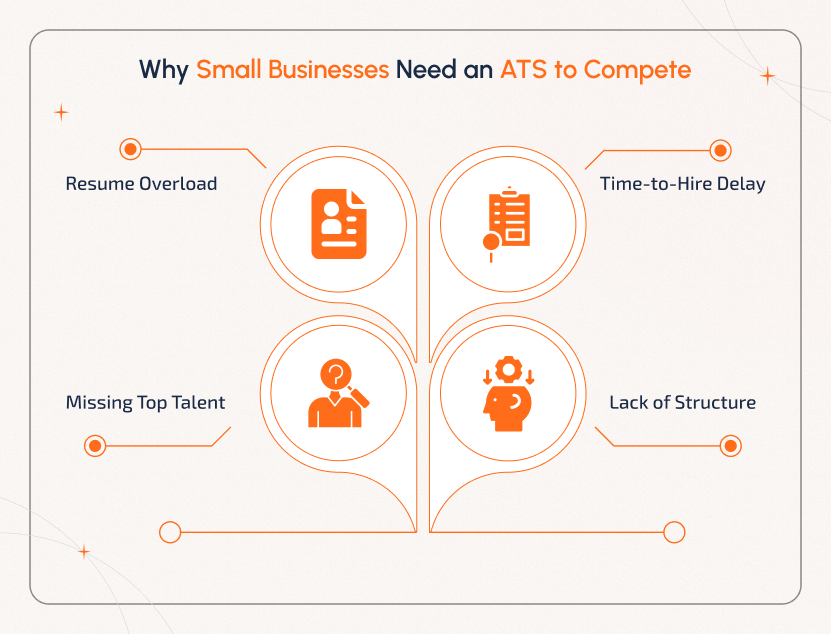 Why Small Businesses Need an ATS to Compete
Resume Overload
Time-to-Hire Delay
Missing Top Talent
Lack of Structure